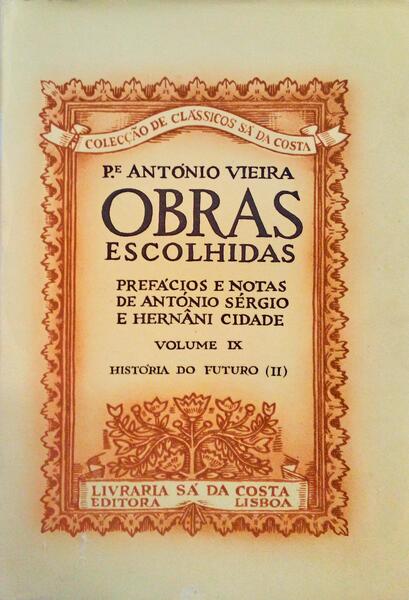 COLECÇÃO DE CLÁSSICOS SÁ DA COSTA
P.E ANTÓNIO VIEIRA
OBRAS
ESCOLHIDAS
PREFÁCIOS E NOTAS
DE ANTÓNIO SÉRGIO
E HERNÂNI CIDADE
VOLUME IX
HISTÓRIA DO FUTURO (II)
LIVRARIA SÁ DA COSTA
EDITORA LISBOA